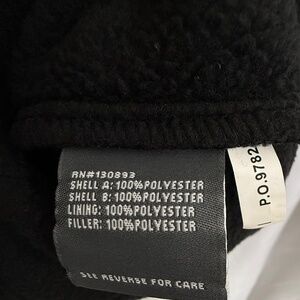 RN#130893
SHELL A: 100%POLYESTER
SHELL B: 100%POLYESTER
LINING: 100%POLYESTER
FILLER: 100%POLYESTER
SEE REVERSE FOR CARE
P.O.9782